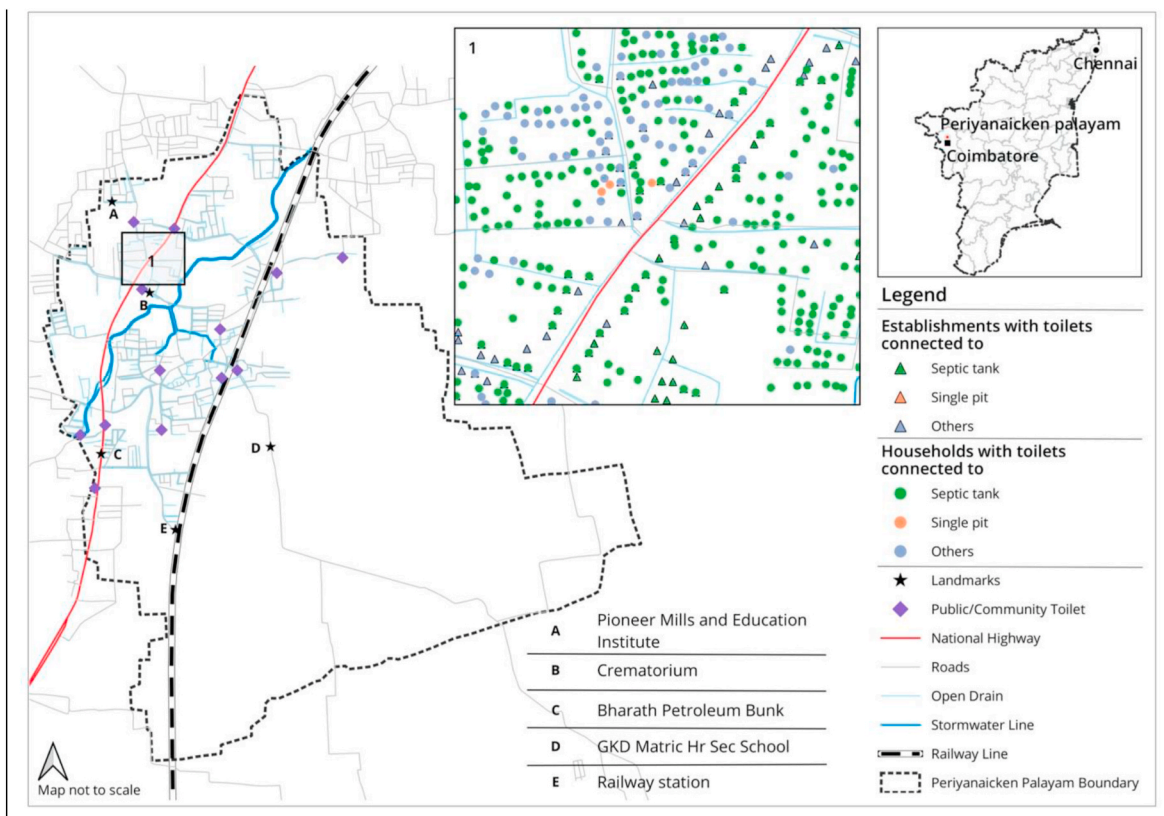 1
Chennai
Periyanaicken palayam
Coimbatore
A
1
B
C
D
E
Legend
Establishments with toilets
connected to
Septic tank
Single pit
Others
Households with toilets
connected to
Septic tank
Single pit
Others
Landmarks
Public/Community Toilet
National Highway
Roads
Open Drain
Stormwater Line
Railway Line
Periyanaicken Palayam Boundary
A Pioneer Mills and Education
Institute
B Crematorium
C Bharath Petroleum Bunk
D GKD Matric Hr Sec School
E Railway station
Map not to scale